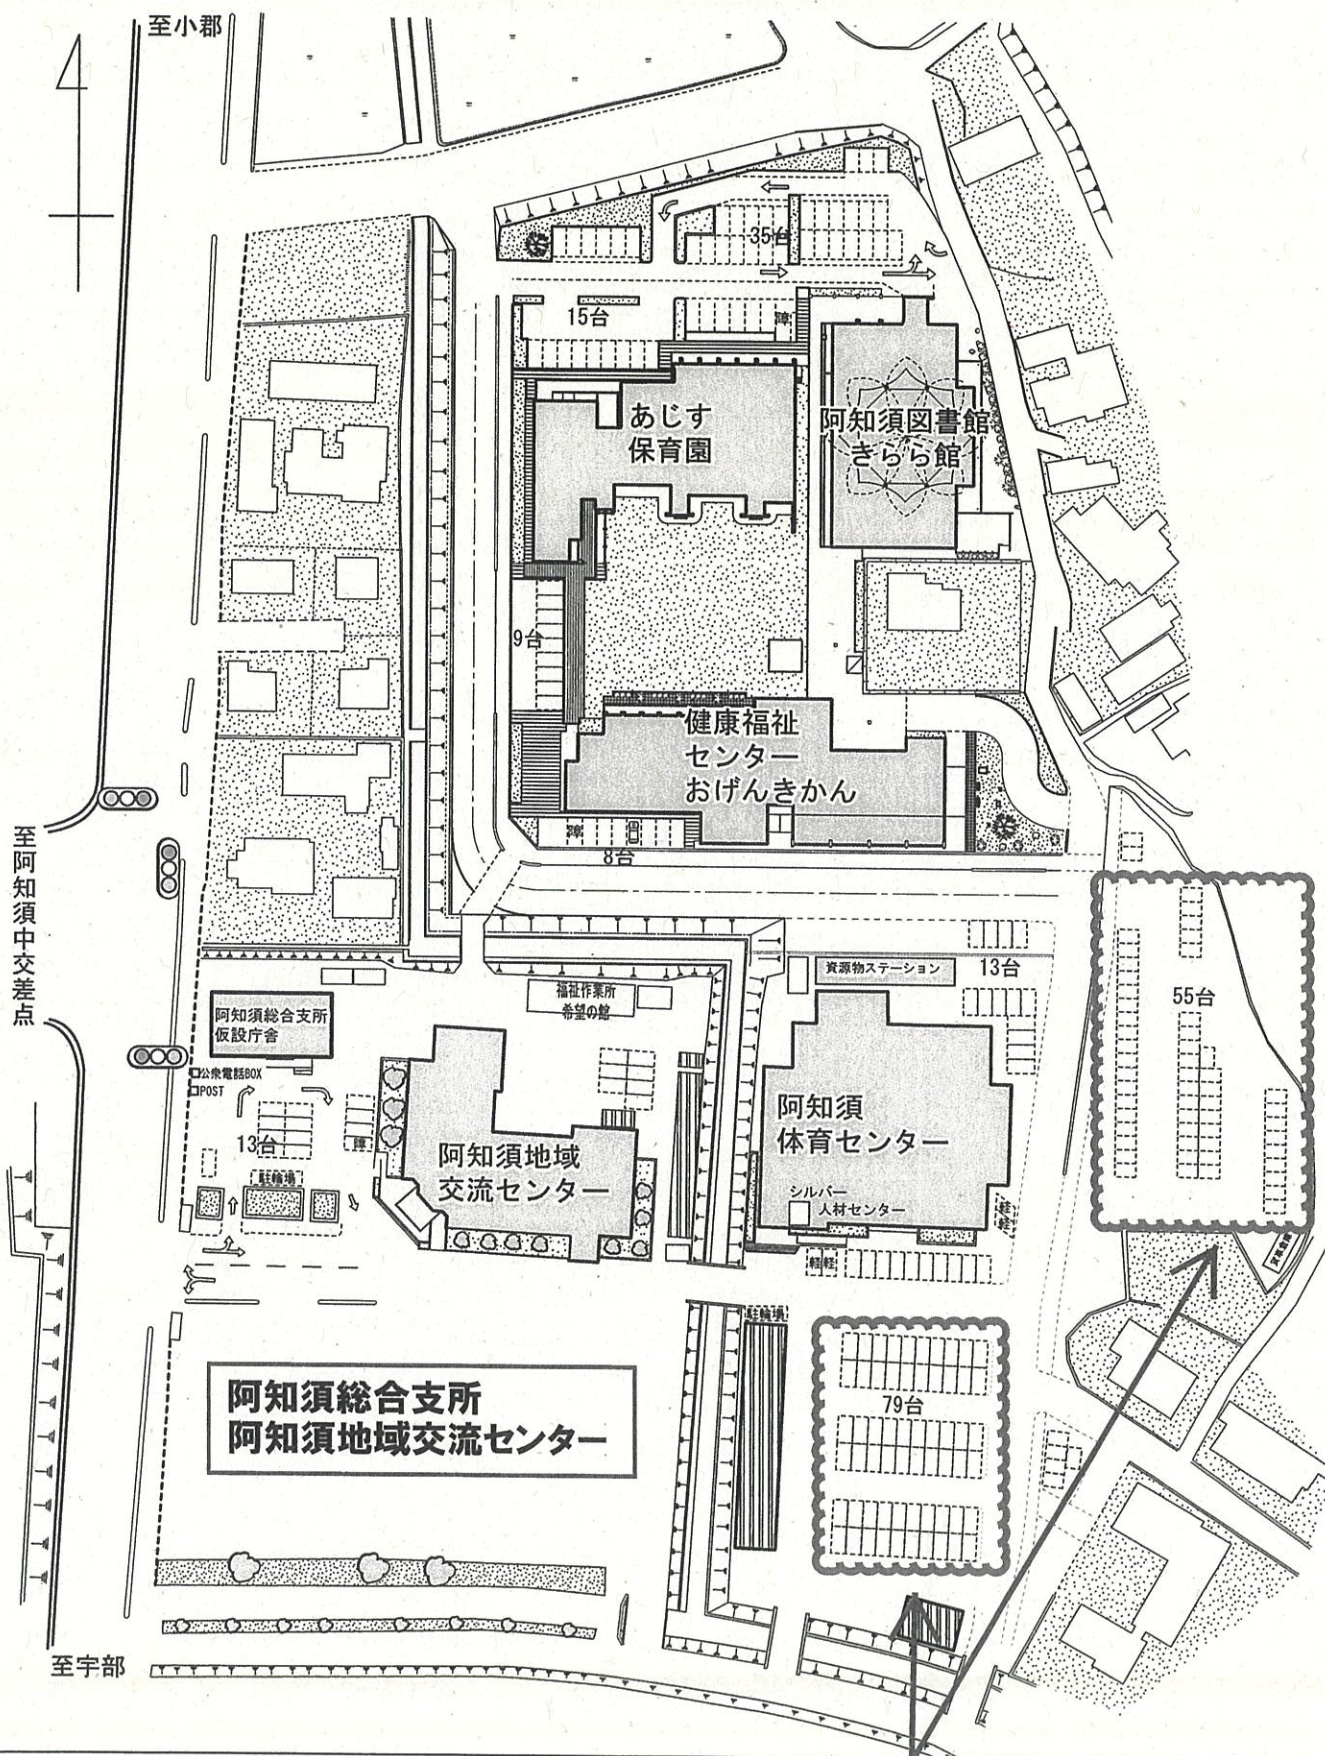 至小郡
35台
15台
障
あじす
保育園
阿知須図書館
きらら館
9台
健康福祉
センター
おげんきかん
障
8台
至阿知須中交差点
資源物ステーション
13台
55台
福祉作業所
希望の館
阿知須総合支所
仮設庁舎
公衆電話BOX
POST
13台
障
駐輪場
阿知須地域
交流センター
阿知須
体育センター
シルバー
人材センター
軽軽
軽軽
駐輪場
79台
阿知須総合支所
阿知須地域交流センター
至宇部